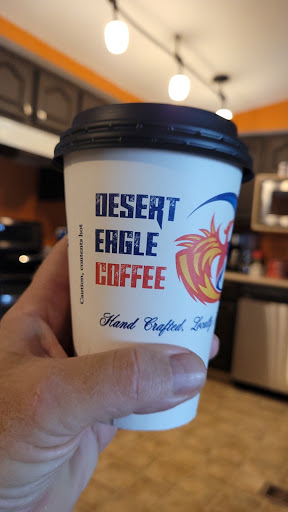 DESERT
EAGLE
COFFEE
Hand Crafted, Locally
Caution, contents hot